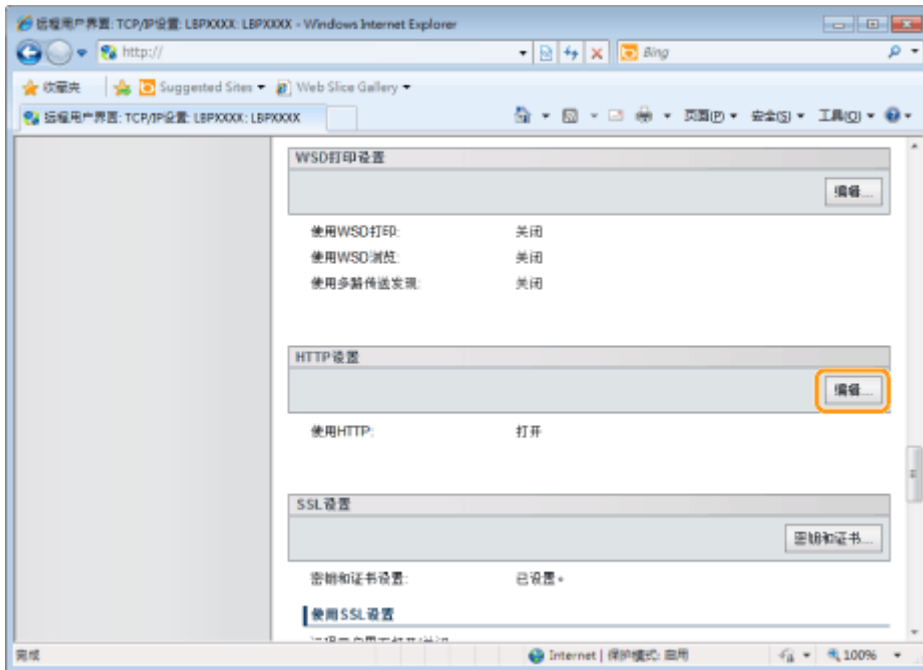 远程用户界面: TCP/IP设置: LBPXXXX: LBPXXXX - Windows Internet Explorer
http://
Bing
收藏夹 Suggested Sites Web Slice Gallery
远程用户界面: TCP/IP设置: LBPXXXX: LBPXXXX 页面(P) 安全(S) 工具(O)
WSD打印设置
编辑...
使用WSD打印: 关闭
使用WSD浏览: 关闭
使用多路传送发现: 关闭
HTTP设置
编辑...
使用HTTP: 打开
SSL设置
密钥和证书...
密钥和证书设置: 已设置。
使用SSL设置
完成 Internet | 保护模式: 启用 100%